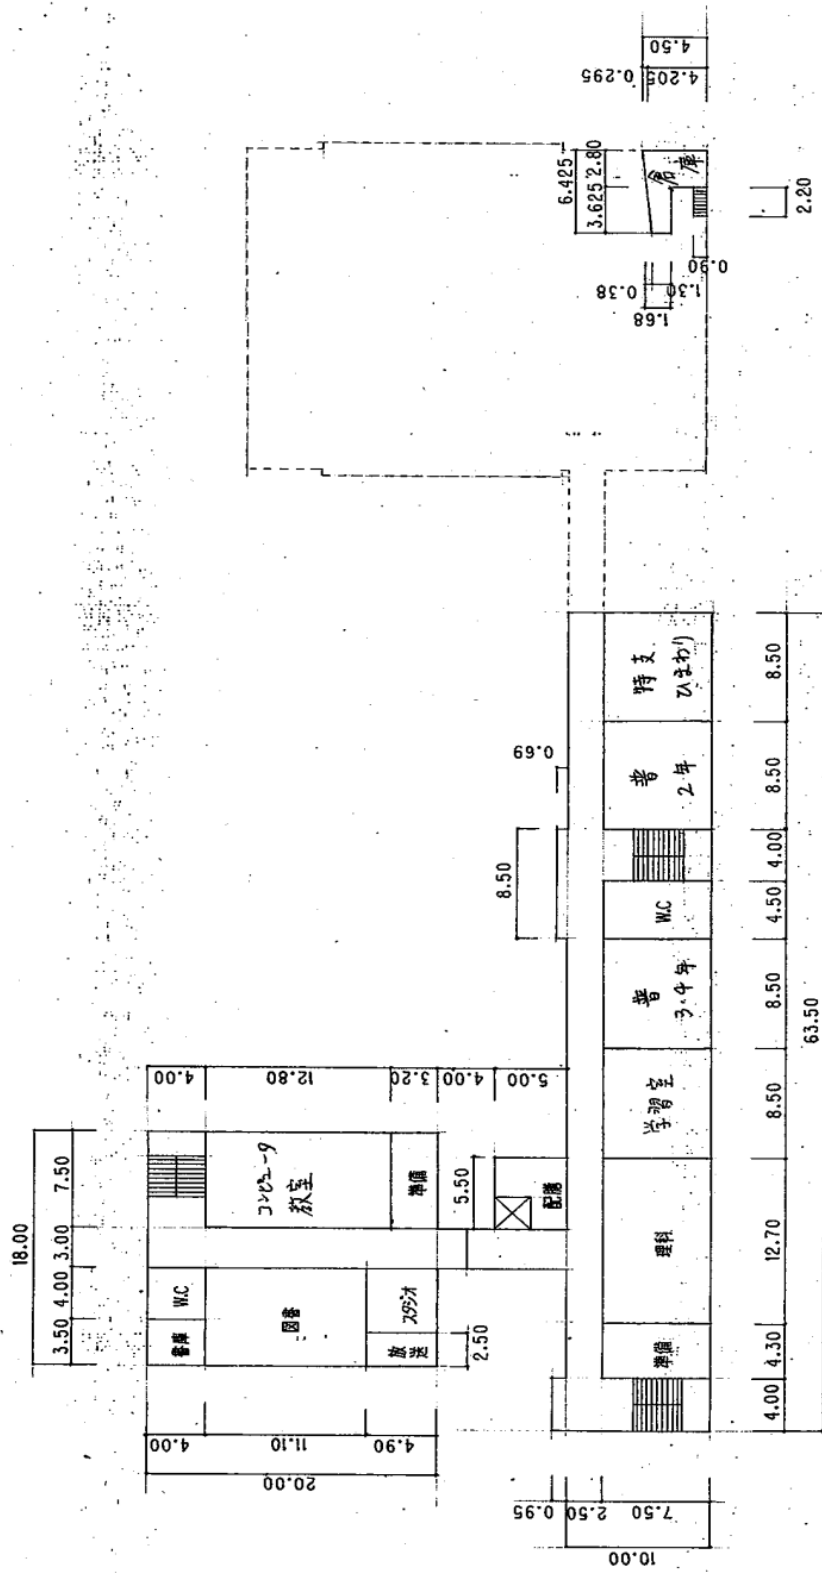 4.50
0.295
4.205
6.425
3.625
2.80
倉庫
2.20
0.90
0.38
1.30
1.68
特支
ひまわり
8.50
0.69
普
2年
8.50
8.50
4.00
W.C
4.50
普
3.4年
8.50
63.50
4.00
12.80
3.20
4.00
5.00
学習室
8.50
18.00
7.50
3.00
4.00
3.50
コンピュータ
教室
準備
5.50
配膳
理科
12.70
W.C
書庫
図書
スタジオ
放送
2.50
準備
4.30
4.00
4.00
11.10
4.90
20.00
0.95
2.50
7.50
10.00